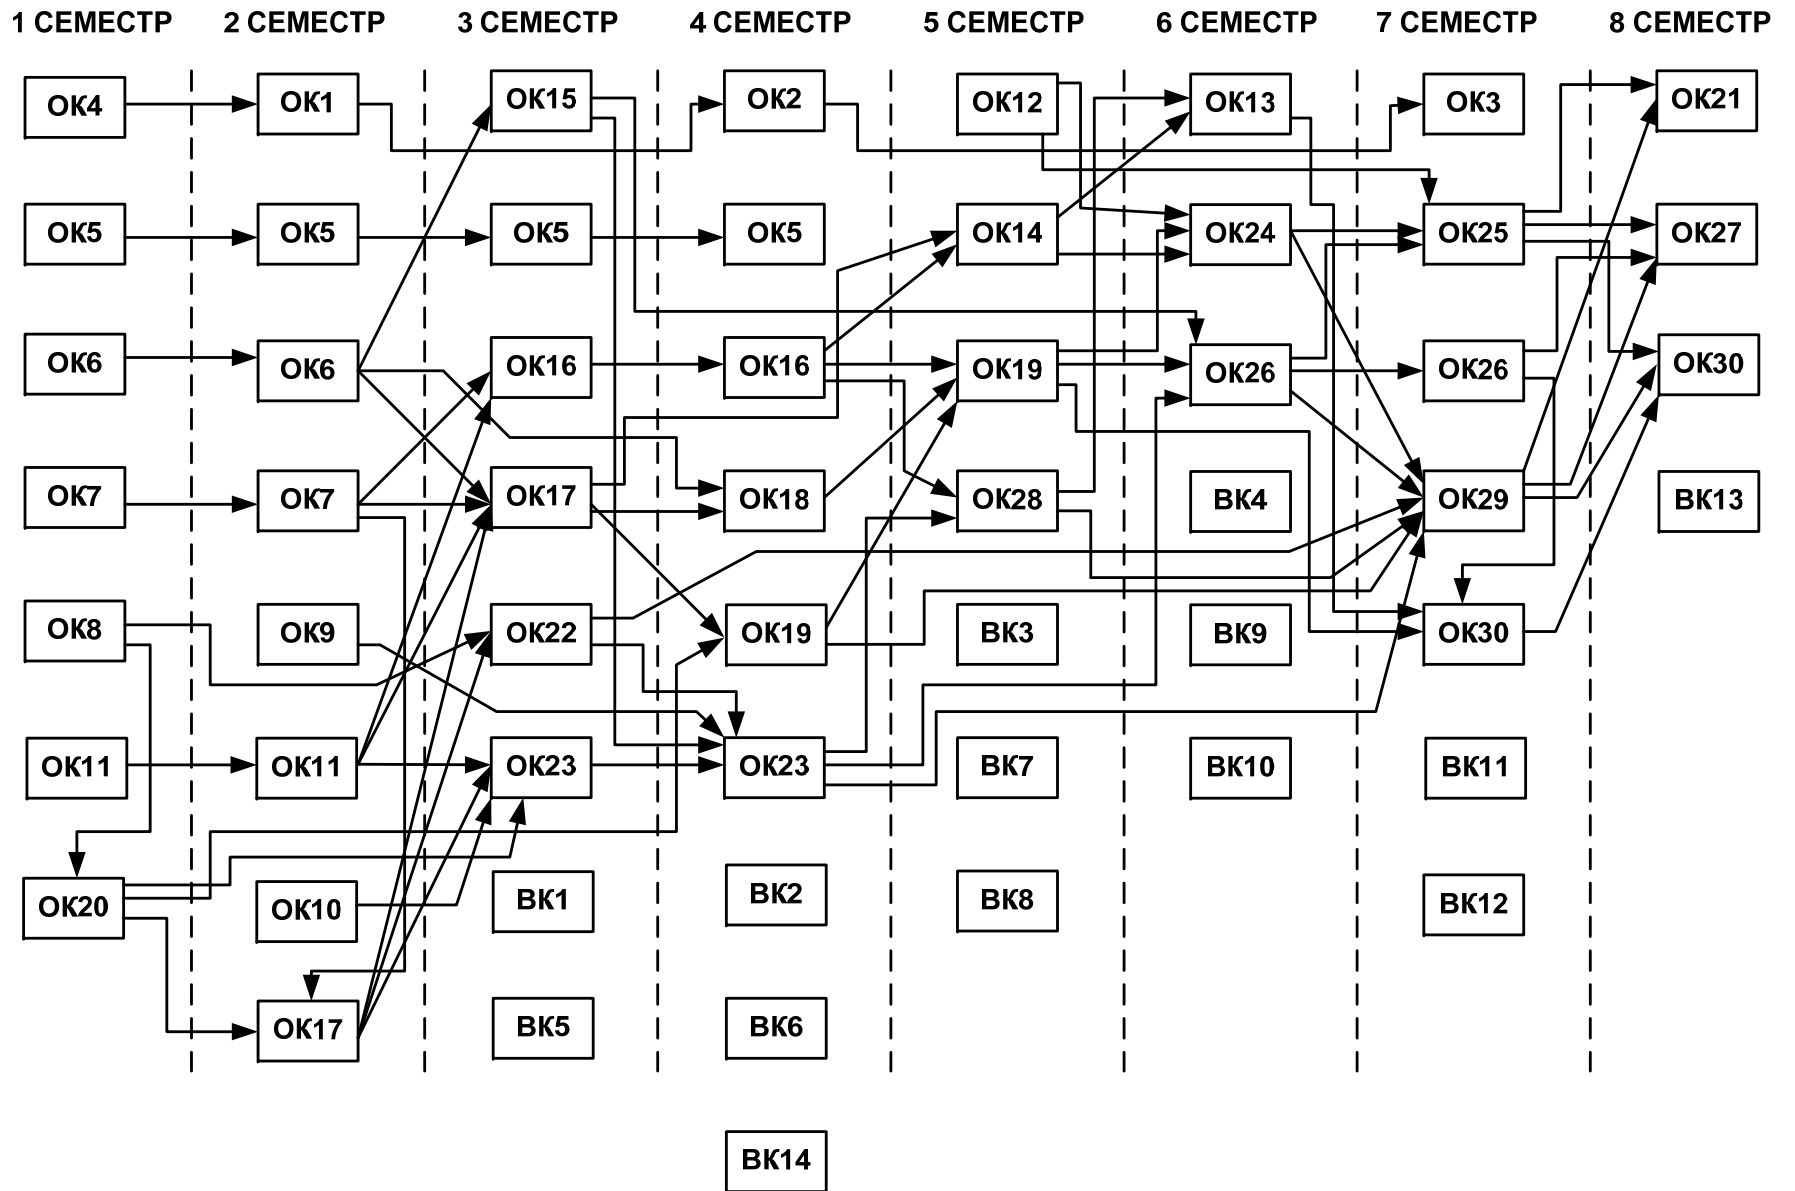 1 СЕМЕСТР 2 СЕМЕСТР 3 СЕМЕСТР 4 СЕМЕСТР 5 СЕМЕСТР 6 СЕМЕСТР 7 СЕМЕСТР 8 СЕМЕСТР
ОК4 ОК1 ОК15 ОК2 ОК12 ОК13 ОК3 ОК21
ОК5 ОК5 ОК5 ОК5 ОК14 ОК24 ОК25 ОК27
ОК6 ОК6 ОК16 ОК16 ОК19 ОК26 ОК26 ОК30
ОК7 ОК7 ОК17 ОК18 ОК28 ВК4 ОК29 ВК13
ОК8 ОК9 ОК22 ОК19 ВК3 ВК9 ОК30
ОК11 ОК11 ОК23 ОК23 ВК7 ВК10 ВК11
ОК20 ОК10 ВК1 ВК2 ВК8 ВК12
ОК17 ВК5 ВК6
ВК14